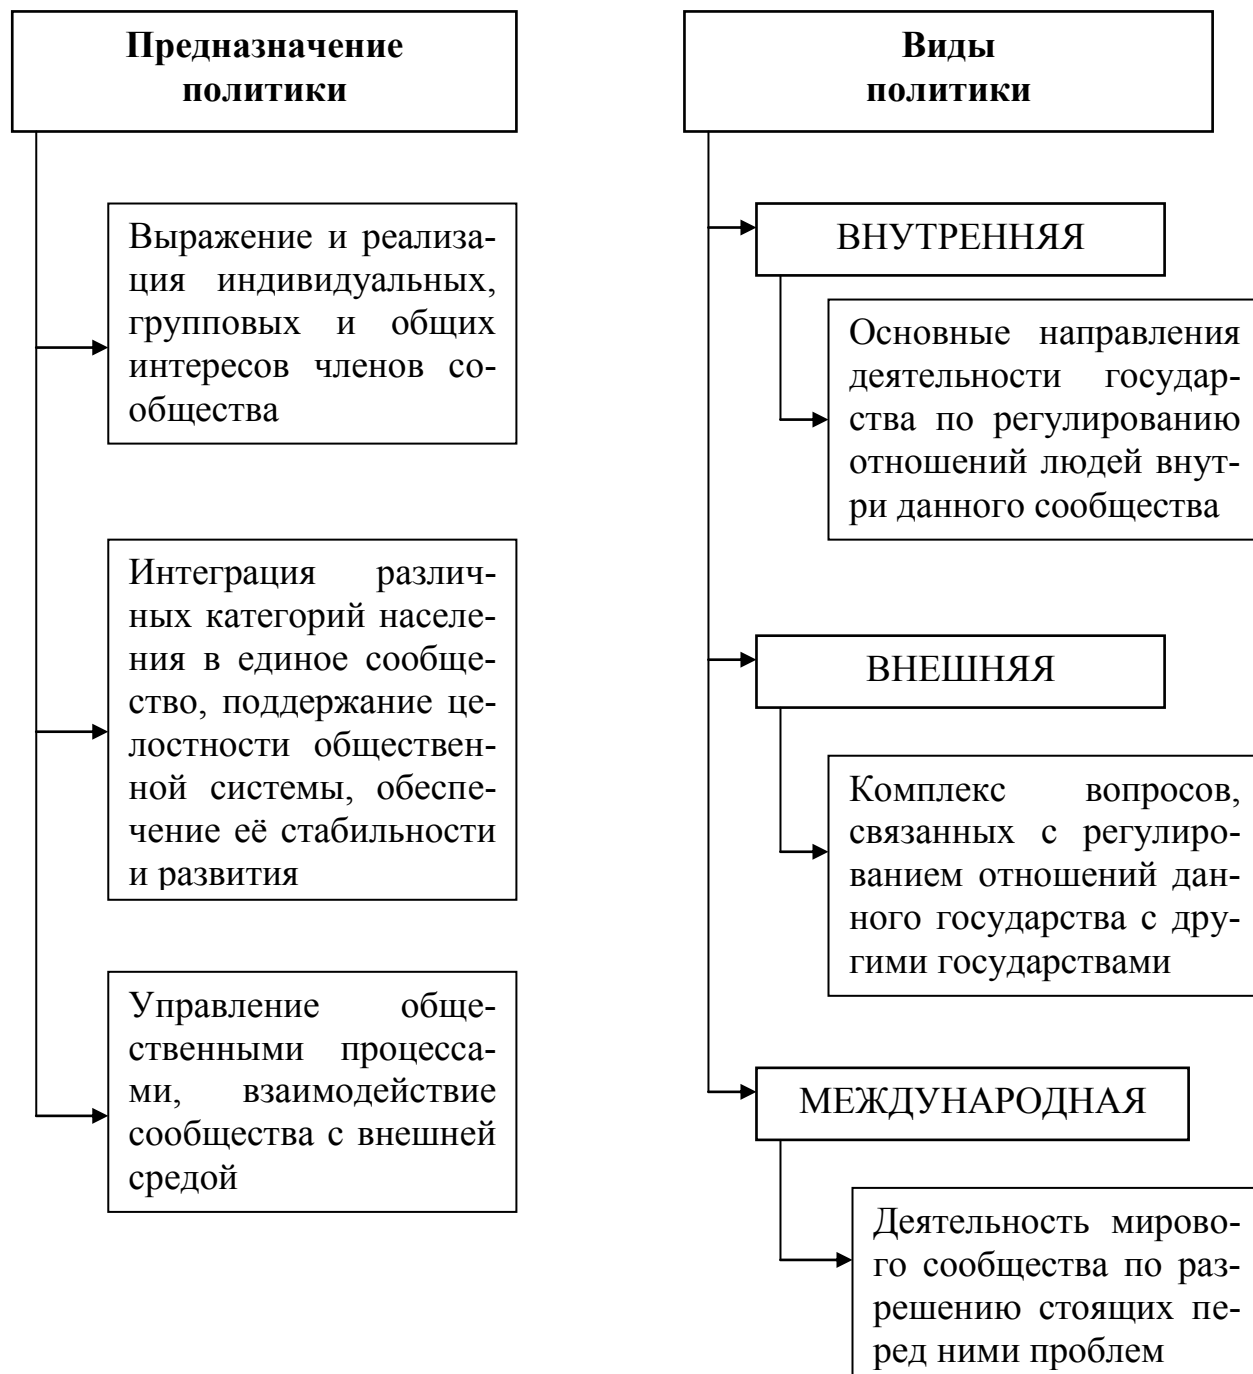 Предназначение
политики
Выражение и реализа-
ция индивидуальных,
групповых и общих
интересов членов со-
общества
Интеграция различ-
ных категорий населе-
ния в единое сообще-
ство, поддержание це-
лостности обществен-
ной системы, обеспе-
чение её стабильности
и развития
Управление обще-
ственными процесса-
ми, взаимодействие
сообщества с внешней
средой
Виды
политики
ВНУТРЕННЯЯ
Основные направления
деятельности государ-
ства по регулированию
отношений людей внут-
ри данного сообщества
ВНЕШНЯЯ
Комплекс вопросов,
связанных с регулиро-
ванием отношений дан-
ного государства с дру-
гими государствами
МЕЖДУНАРОДНАЯ
Деятельность мирово-
го сообщества по раз-
решению стоящих пе-
ред ними проблем